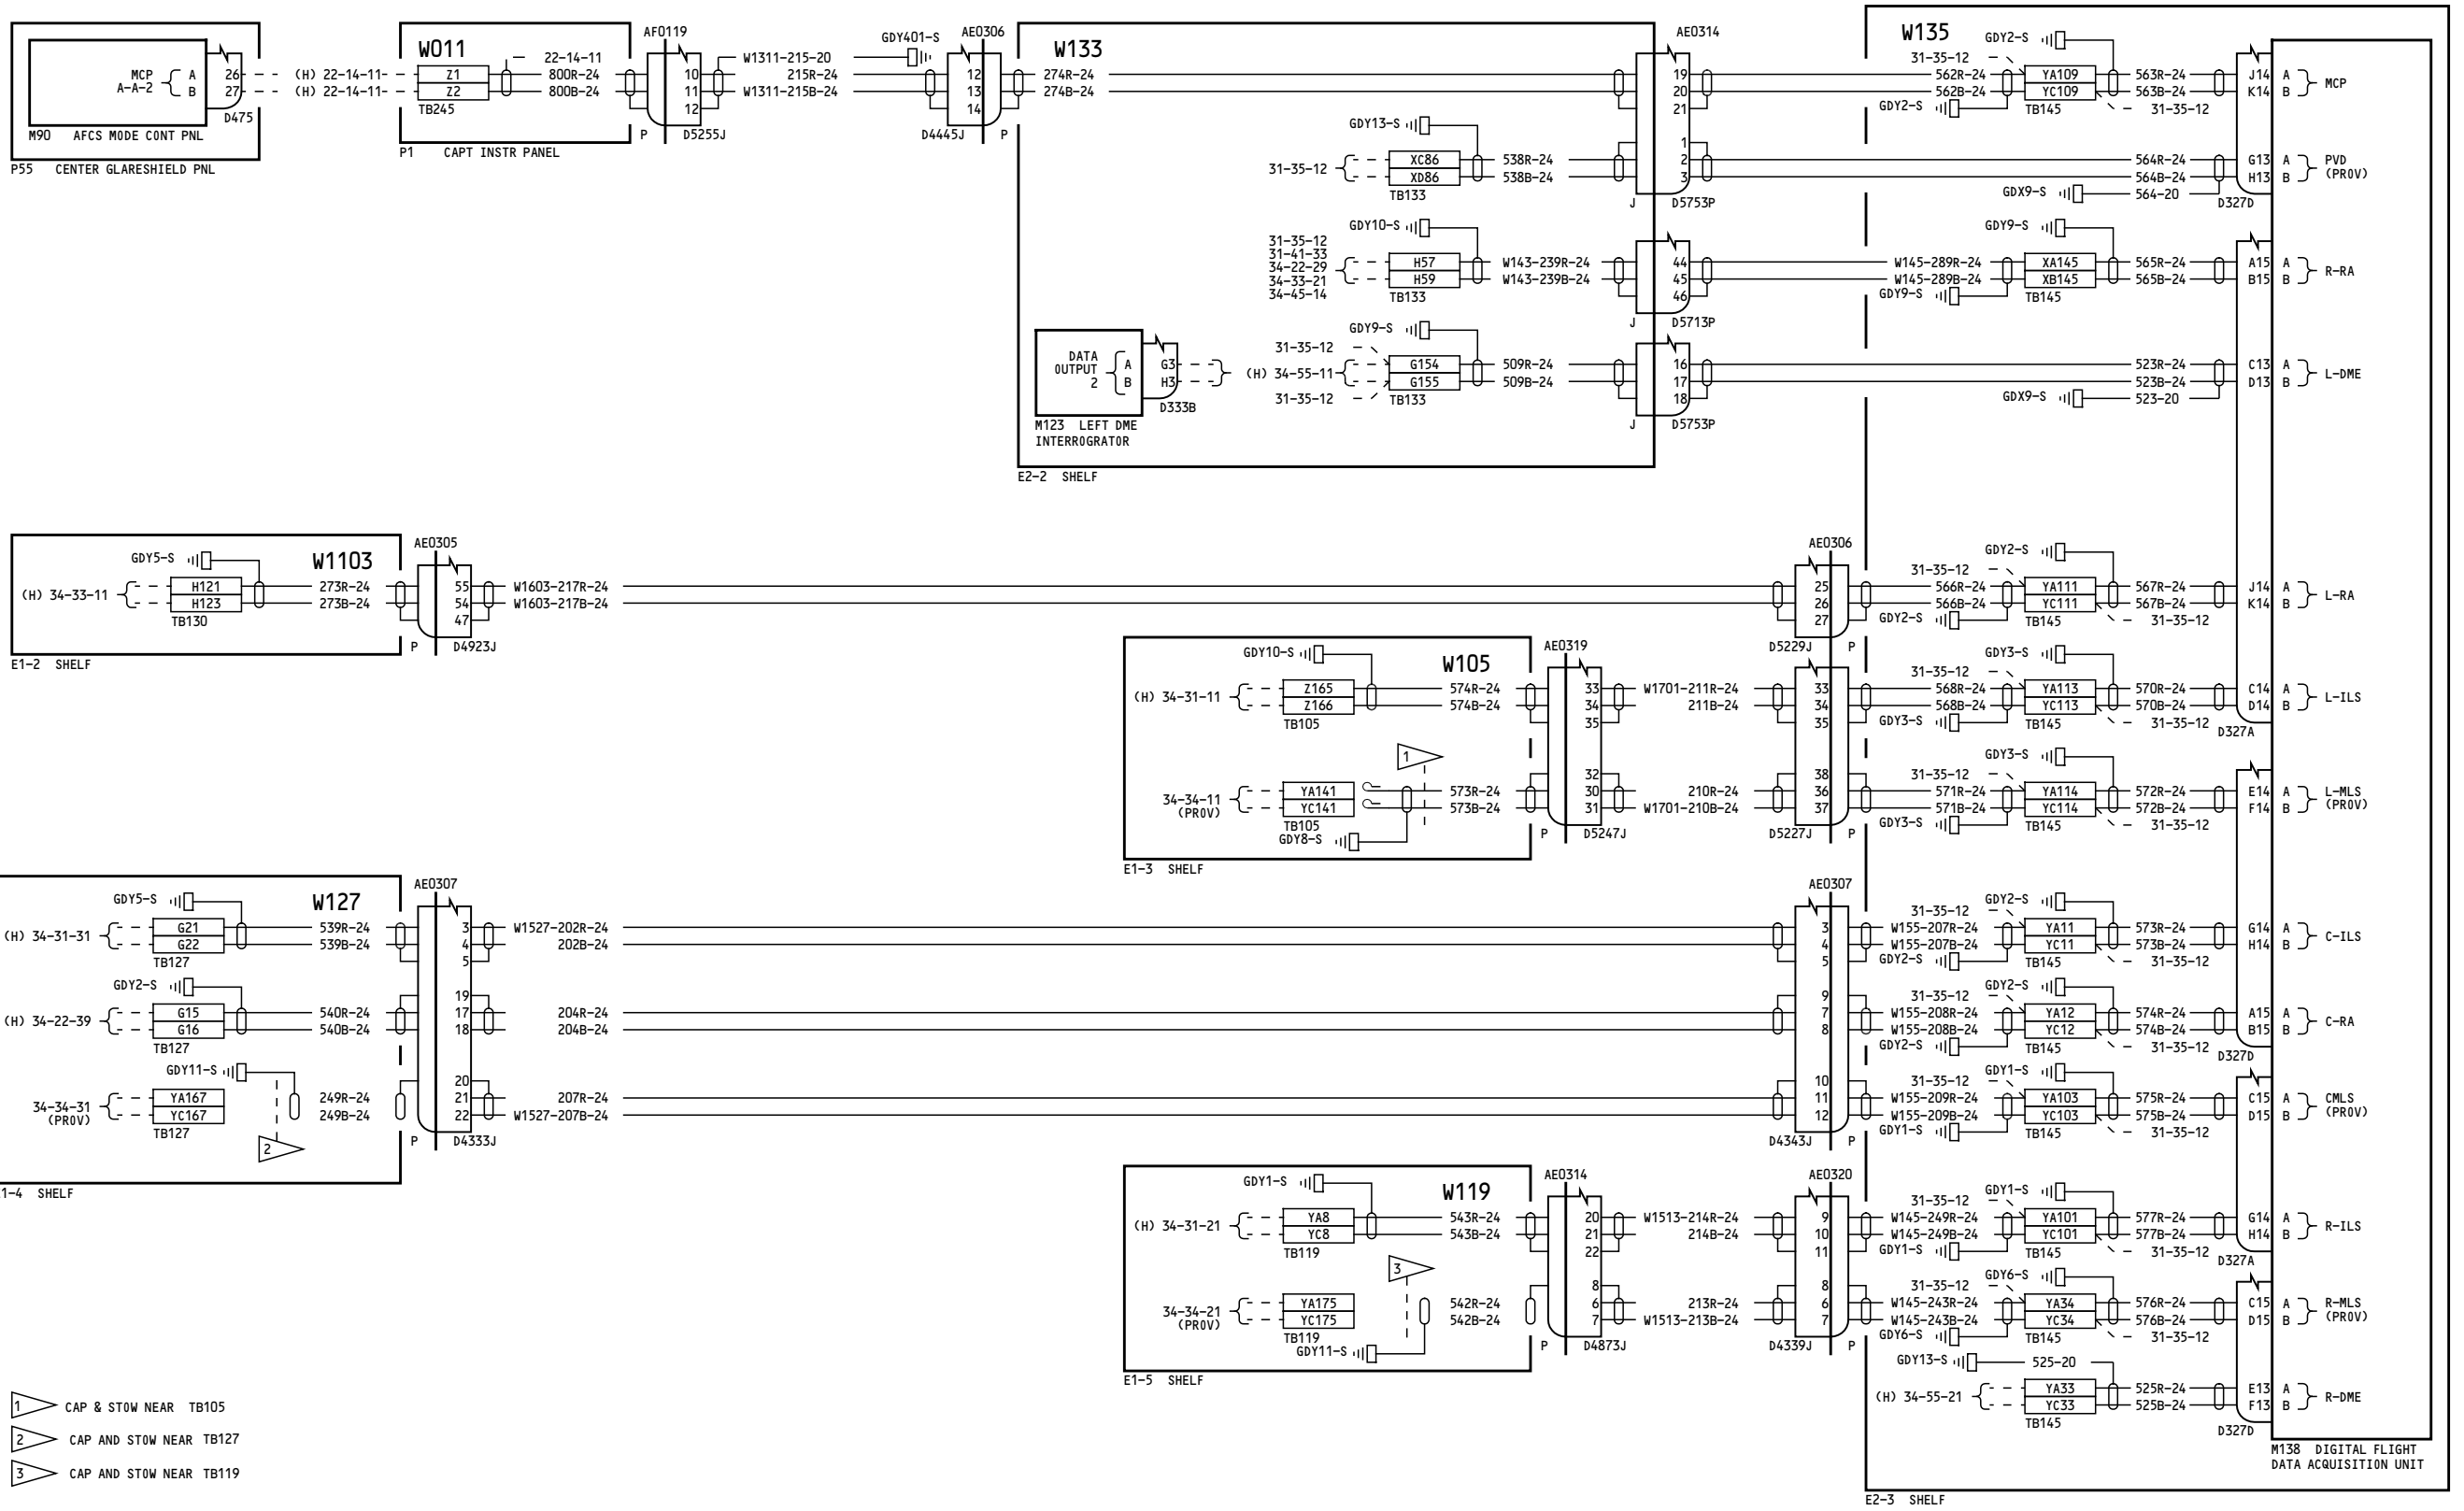 MCP A-A-2 A B 26 27 D475
M90 AFCS MODE CONT PNL
P55 CENTER GLARESHIELD PNL
(H) 22-14-11
(H) 22-14-11
W011
Z1
Z2
TB245
22-14-11
800R-24
800B-24
P1 CAPT INSTR PANEL
AF0119
10
11
12
P D5255J
W1311-215-20
215R-24
W1311-215B-24
GDY401-S
AE0306
12
13
14
D4445J P
W133
274R-24
274B-24
AE0314
19
20
21
GDY13-S
31-35-12
XC86
XD86
TB133
538R-24
538B-24
1
2
3
J D5753P
31-35-12
31-41-33
34-22-29
34-33-21
34-45-14
GDY10-S
H57
H59
TB133
W143-239R-24
W143-239B-24
44
45
46
J D5713P
DATA OUTPUT 2
A
B
G3
H3
D333B
M123 LEFT DME
INTERROGRATOR
(H) 34-55-11
31-35-12
31-35-12
GDY9-S
G154
G155
TB133
509R-24
509B-24
16
17
18
J D5753P
E2-2 SHELF
W135
31-35-12
562R-24
562B-24
GDY2-S
GDY2-S
YA109
YC109
TB145
563R-24
563B-24
31-35-12
J14 A
K14 B
MCP
564R-24
564B-24
GDX9-S
564-20
G13 A
H13 B
PVD
(PROV)
D327D
W145-289R-24
W145-289B-24
GDY9-S
GDY9-S
XA145
XB145
TB145
565R-24
565B-24
A15 A
B15 B
R-RA
523R-24
523B-24
GDX9-S
523-20
C13 A
D13 B
L-DME
W1103
GDY5-S
(H) 34-33-11
H121
H123
TB130
273R-24
273B-24
E1-2 SHELF
AE0305
55
54
47
P D4923J
W1603-217R-24
W1603-217B-24
AE0306
25
26
27
D5229J P
31-35-12
566R-24
566B-24
GDY2-S
GDY2-S
YA111
YC111
TB145
567R-24
567B-24
31-35-12
J14 A
K14 B
L-RA
W105
GDY10-S
(H) 34-31-11
Z165
Z166
TB105
574R-24
574B-24
AE0319
33
34
35
W1701-211R-24
211B-24
33
34
35
31-35-12
568R-24
568B-24
GDY3-S
GDY3-S
YA113
YC113
TB145
570R-24
570B-24
31-35-12
C14 A
D14 B
L-ILS
D327A
1
34-34-11
(PROV)
YA141
YC141
TB105
GDY8-S
573R-24
573B-24
E1-3 SHELF
32
30
31
P D5247J
210R-24
W1701-210B-24
38
36
37
D5227J P
31-35-12
571R-24
571B-24
GDY3-S
GDY3-S
YA114
YC114
TB145
572R-24
572B-24
31-35-12
E14 A
F14 B
L-MLS
(PROV)
W127
GDY5-S
(H) 34-31-31
G21
G22
TB127
539R-24
539B-24
AE0307
3
4
5
W1527-202R-24
202B-24
AE0307
3
4
5
31-35-12
W155-207R-24
W155-207B-24
GDY2-S
GDY2-S
YA11
YC11
TB145
573R-24
573B-24
31-35-12
G14 A
H14 B
C-ILS
GDY2-S
(H) 34-22-39
G15
G16
TB127
540R-24
540B-24
19
17
18
204R-24
204B-24
9
7
8
31-35-12
W155-208R-24
W155-208B-24
GDY2-S
GDY2-S
YA12
YC12
TB145
574R-24
574B-24
31-35-12
A15 A
B15 B
C-RA
D327D
GDY11-S
34-34-31
(PROV)
YA167
YC167
TB127
2
249R-24
249B-24
1-4 SHELF
20
21
22
P D4333J
207R-24
W1527-207B-24
10
11
12
D4343J P
31-35-12
W155-209R-24
W155-209B-24
GDY1-S
GDY1-S
YA103
YC103
TB145
575R-24
575B-24
31-35-12
C15 A
D15 B
CMLS
(PROV)
W119
GDY1-S
(H) 34-31-21
YA8
YC8
TB119
543R-24
543B-24
AE0314
20
21
22
W1513-214R-24
214B-24
AE0320
9
10
11
31-35-12
W145-249R-24
W145-249B-24
GDY1-S
GDY1-S
YA101
YC101
TB145
577R-24
577B-24
31-35-12
G14 A
H14 B
R-ILS
D327A
3
34-34-21
(PROV)
YA175
YC175
TB119
GDY11-S
542R-24
542B-24
E1-5 SHELF
8
6
7
P D4873J
213R-24
W1513-213B-24
8
6
7
D4339J P
31-35-12
W145-243R-24
W145-243B-24
GDY6-S
GDY6-S
YA34
YC34
TB145
576R-24
576B-24
31-35-12
C15 A
D15 B
R-MLS
(PROV)
GDY13-S
525-20
(H) 34-55-21
YA33
YC33
TB145
525R-24
525B-24
E13 A
F13 B
R-DME
D327D
M138 DIGITAL FLIGHT
DATA ACQUISITION UNIT
E2-3 SHELF
1 CAP & STOW NEAR TB105
2 CAP AND STOW NEAR TB127
3 CAP AND STOW NEAR TB119